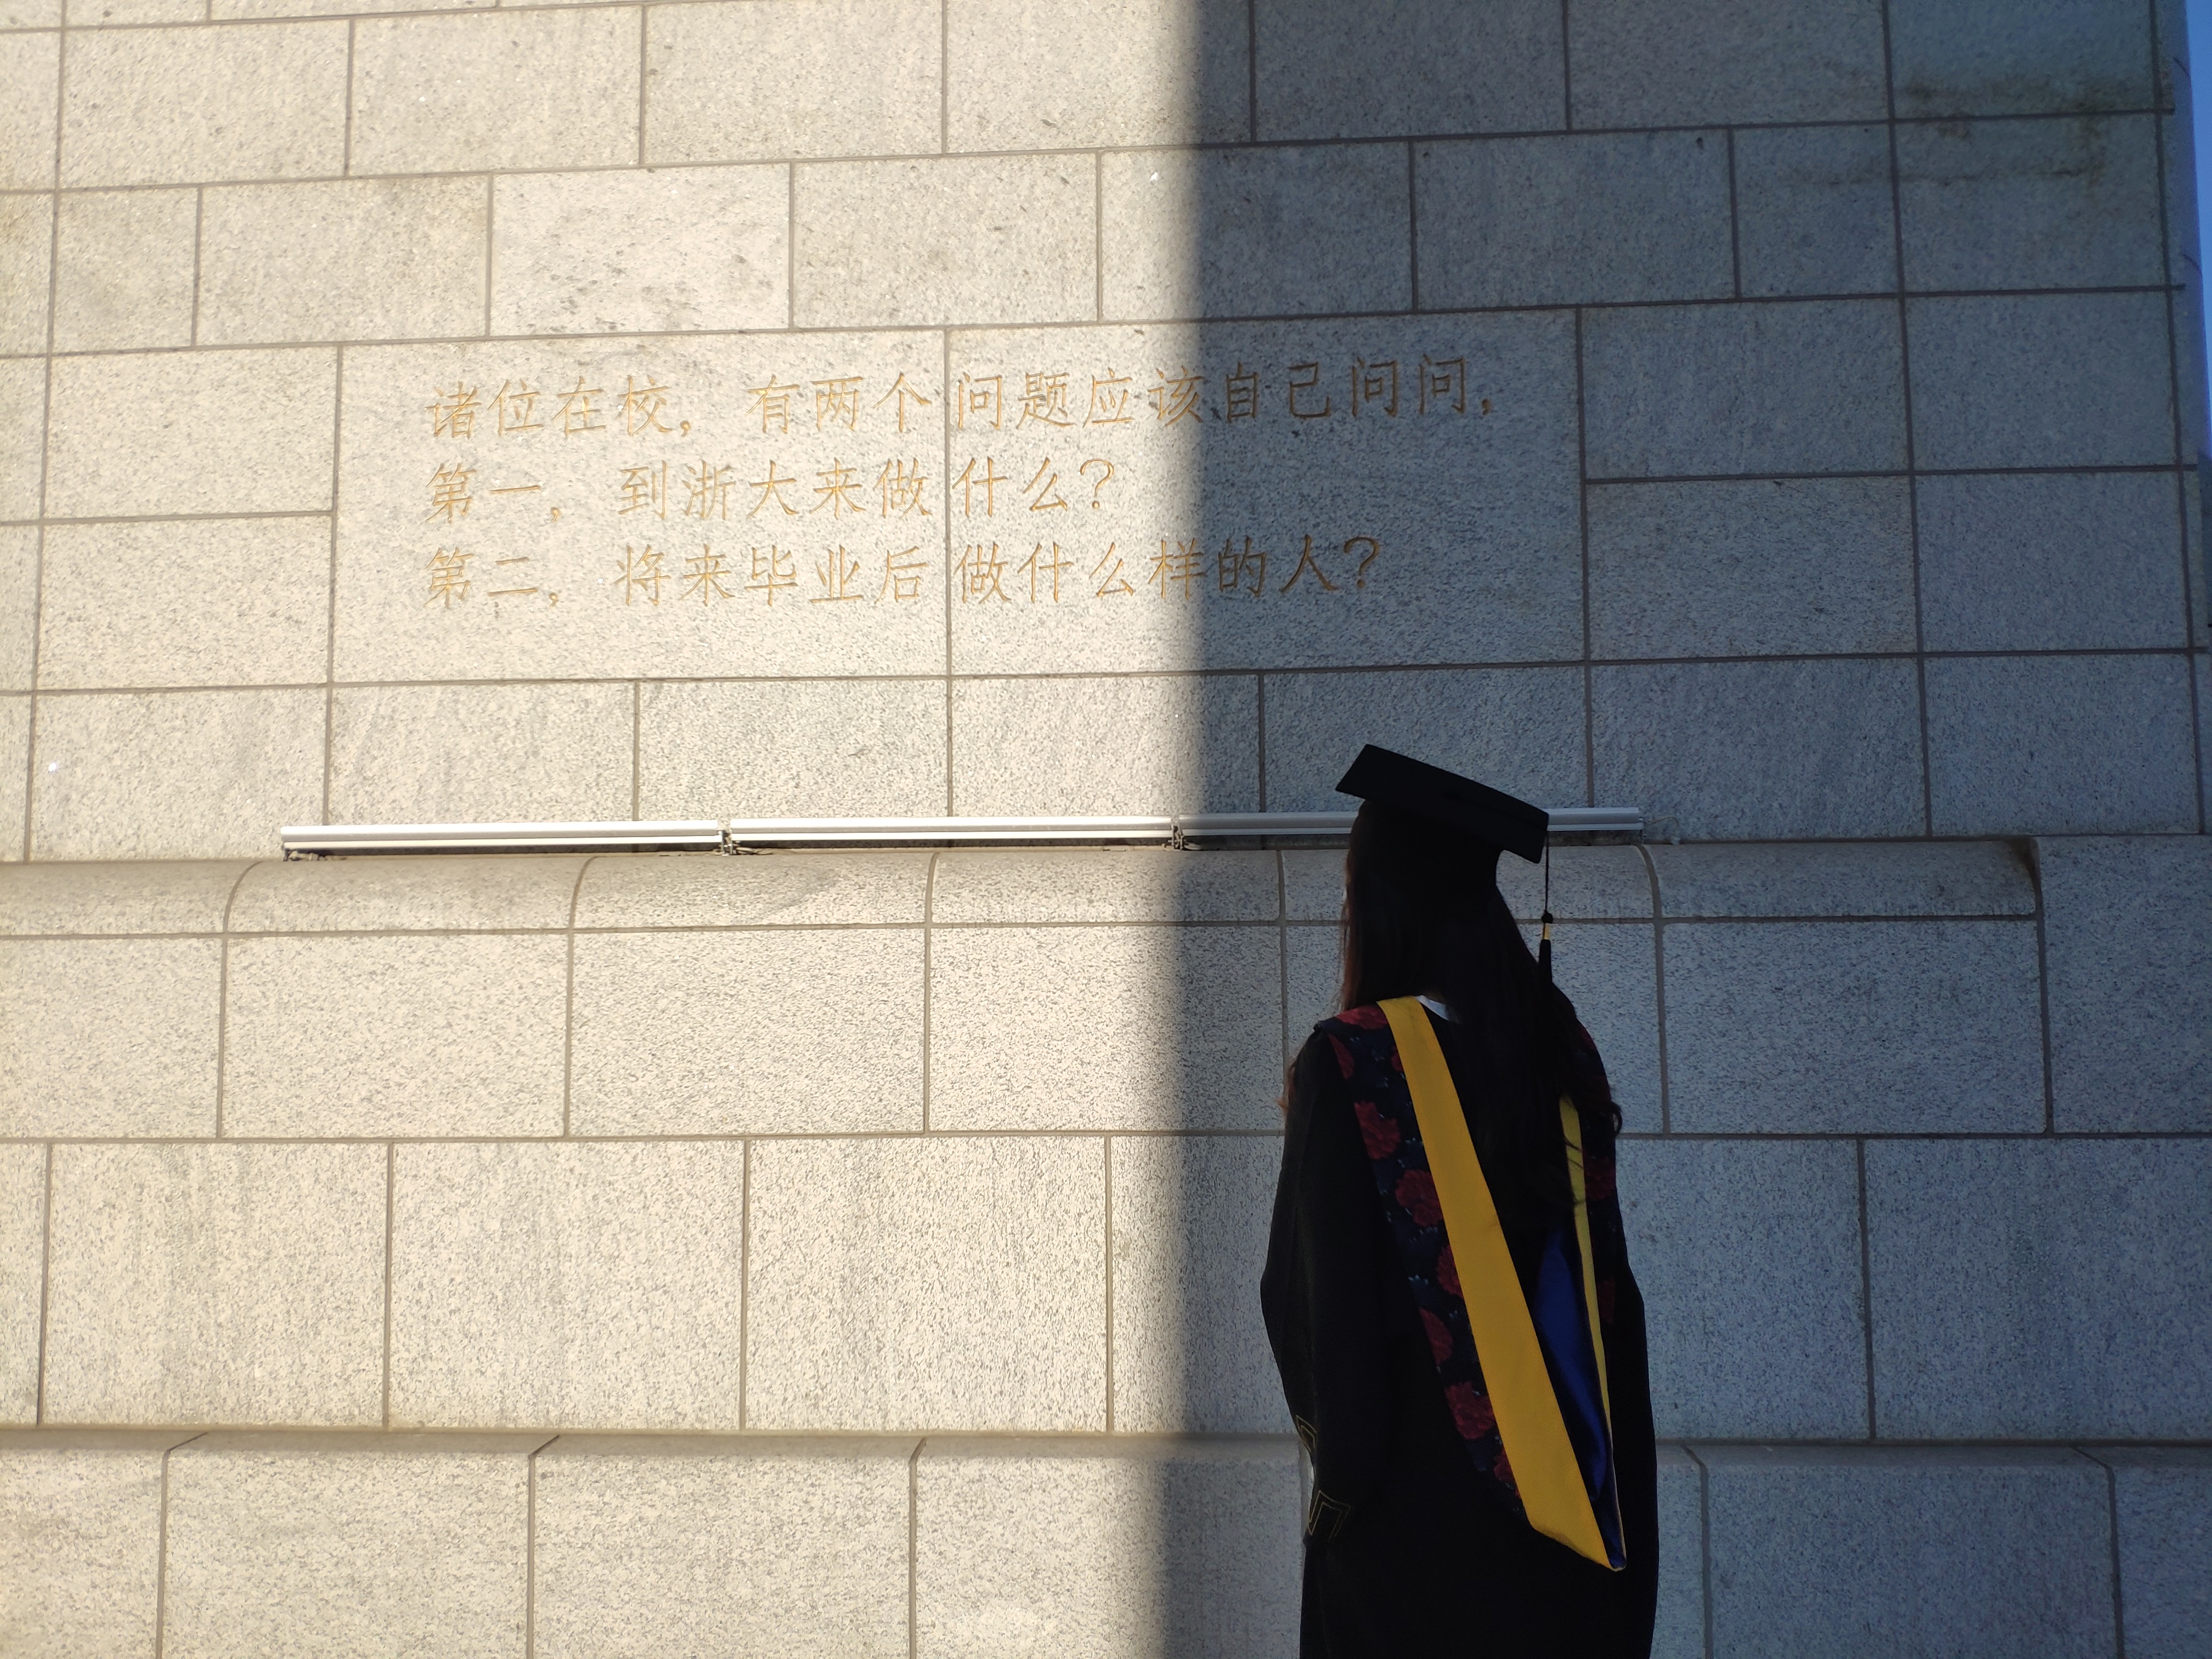 诸位在校，有两个问题应该自己问问，
第一，到浙大来做什么？
第二，将来毕业后做什么样的人？